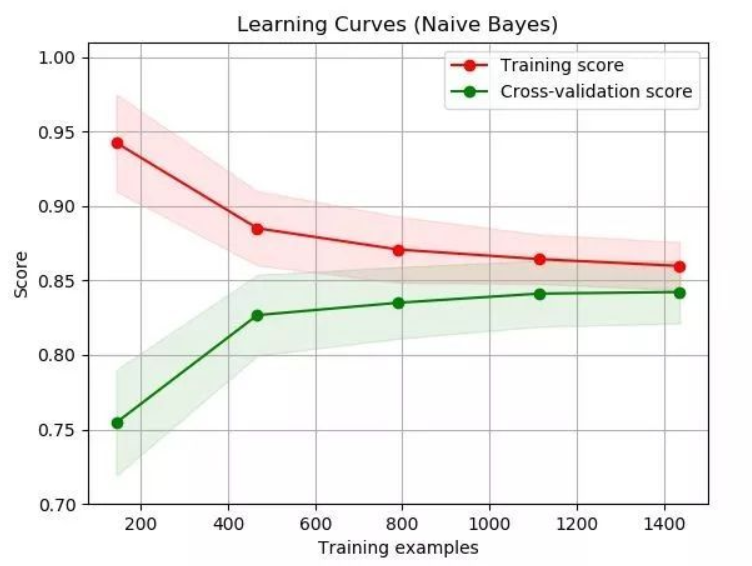 Learning Curves (Naive Bayes)
1.00
Training score
Cross-validation score
0.95
0.90
0.85
0.80
0.75
0.70
Score
200 400 600 800 1000 1200 1400
Training examples